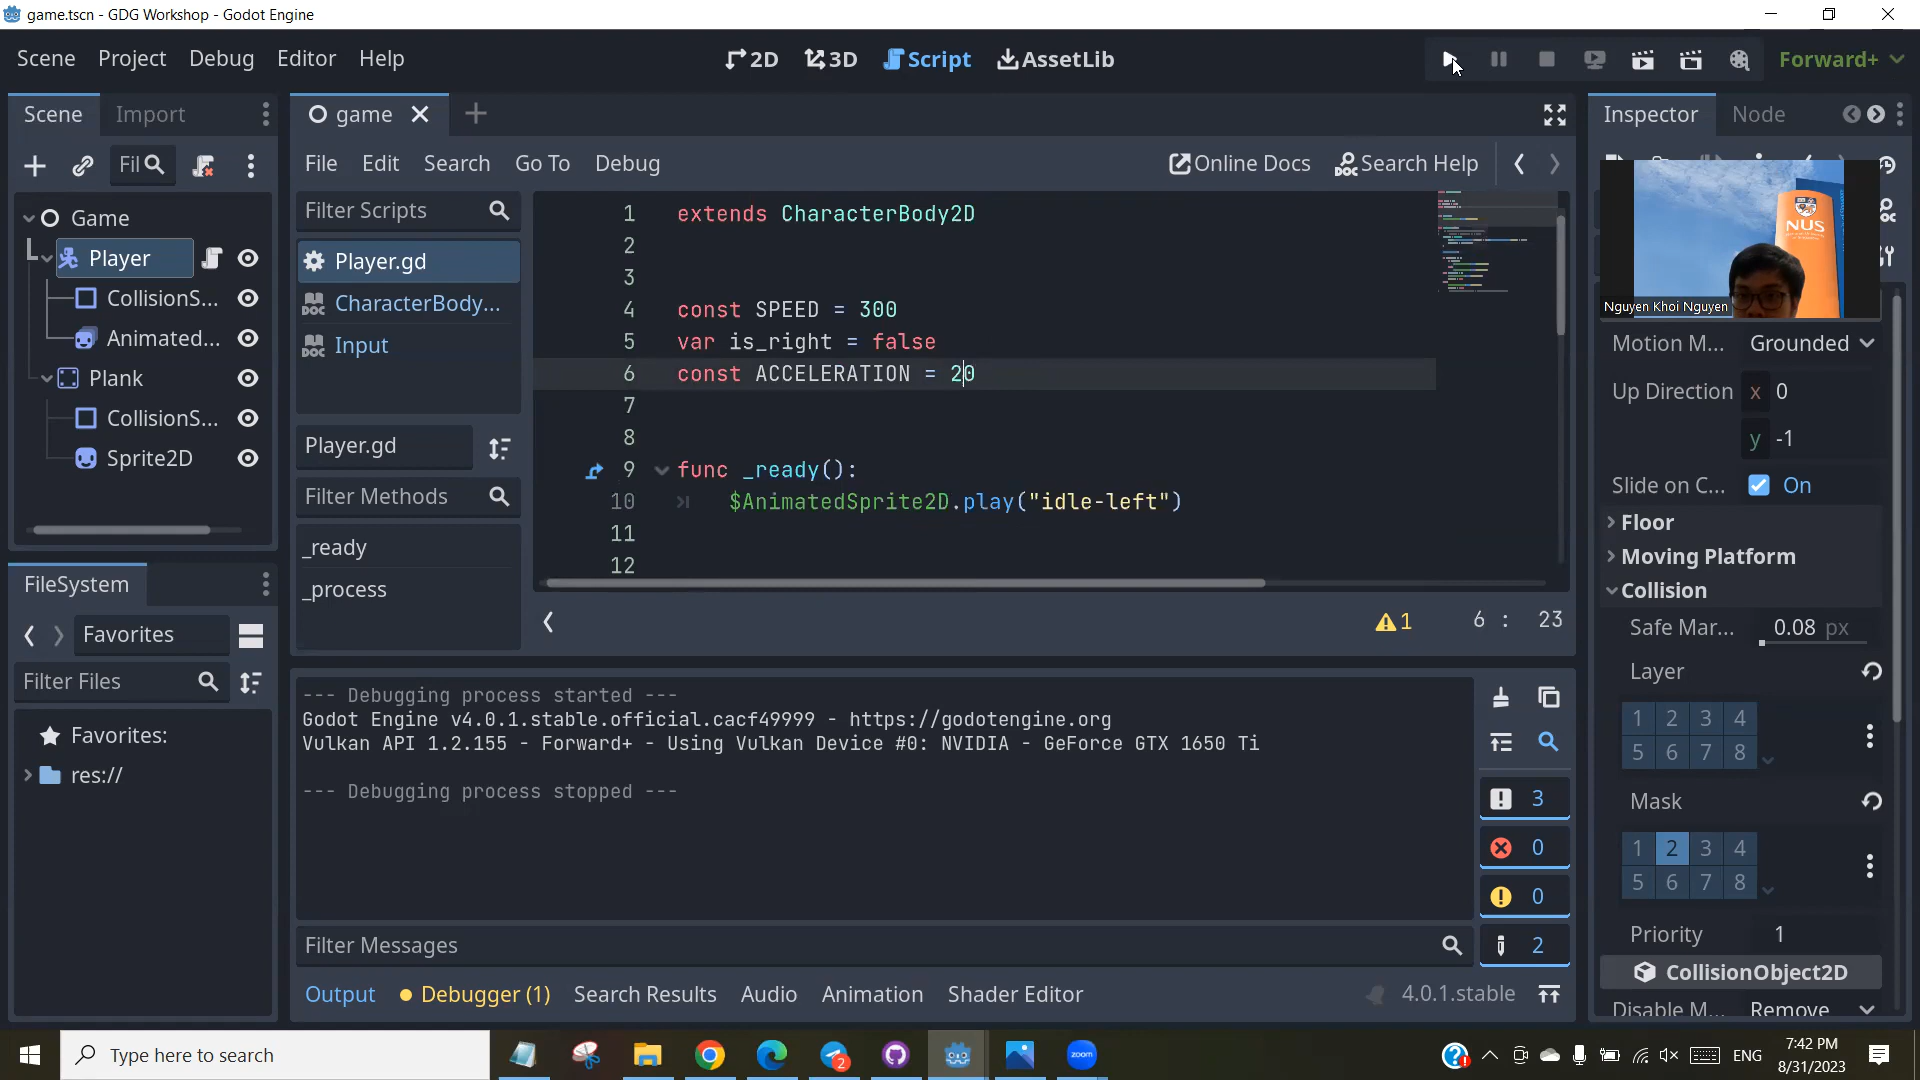 game.tscn - GDG Workshop - Godot Engine
Scene Project Debug Editor Help
2D 3D Script AssetLib
Forward+
Scene Import
game
Inspector Node
Fil
File Edit Search Go To Debug
Online Docs Search Help
Game
Player
CollisionS...
Animated...
Plank
CollisionS...
Sprite2D
Filter Scripts
Player.gd
CharacterBody...
Input
Player.gd
Filter Methods
_ready
_process
1 extends CharacterBody2D
2
3
4 const SPEED = 300
5 var is_right = false
6 const ACCELERATION = 20
7
8
9 func _ready():
10 $AnimatedSprite2D.play("idle-left")
11
12
1 6 : 23
NUS
Nguyen Khoi Nguyen
Motion M... Grounded
Up Direction x 0
y -1
Slide on C... On
Floor
Moving Platform
Collision
Safe Mar... 0.08 px
Layer
1 2 3 4
5 6 7 8
Mask
1 2 3 4
5 6 7 8
Priority 1
CollisionObject2D
Disable M... Remove
FileSystem
Favorites
Filter Files
Favorites:
res://
--- Debugging process started ---
Godot Engine v4.0.1.stable.official.cacf49999 - https://godotengine.org
Vulkan API 1.2.155 - Forward+ - Using Vulkan Device #0: NVIDIA - GeForce GTX 1650 Ti
--- Debugging process stopped ---
3
0
0
2
Filter Messages
Output Debugger (1) Search Results Audio Animation Shader Editor
4.0.1.stable
Type here to search
2
zoom
ENG
7:42 PM
8/31/2023